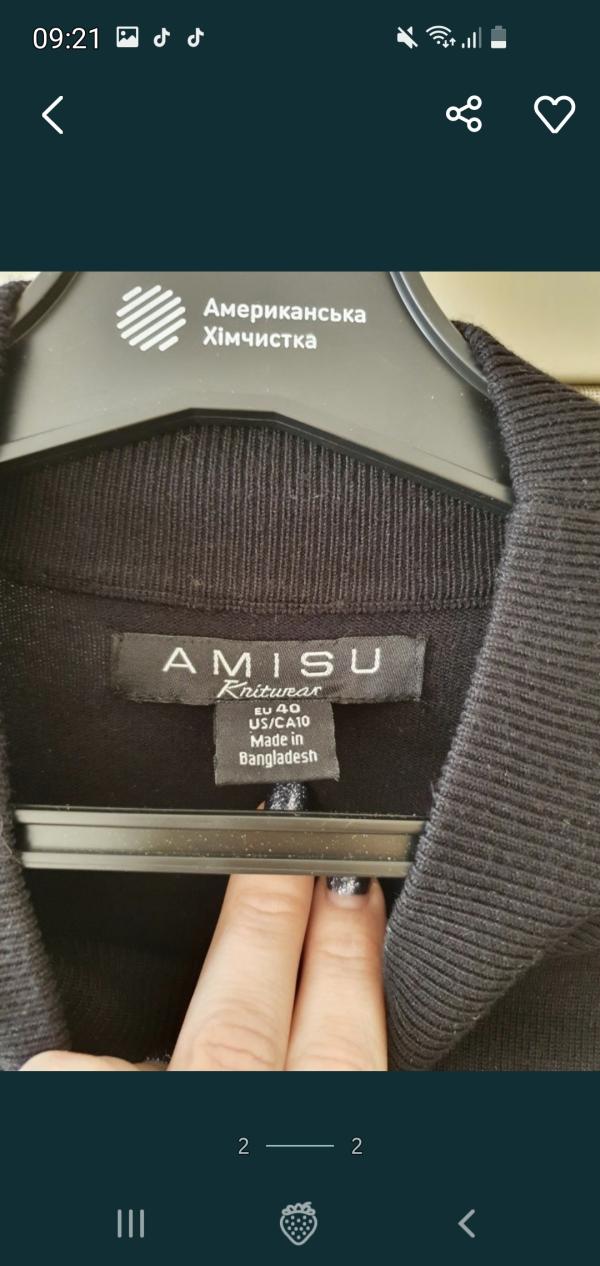 09:21
Американська
Хімчистка
AMISU
Knitwear
EU 40
US/CA10
Made in
Bangladesh
2
2